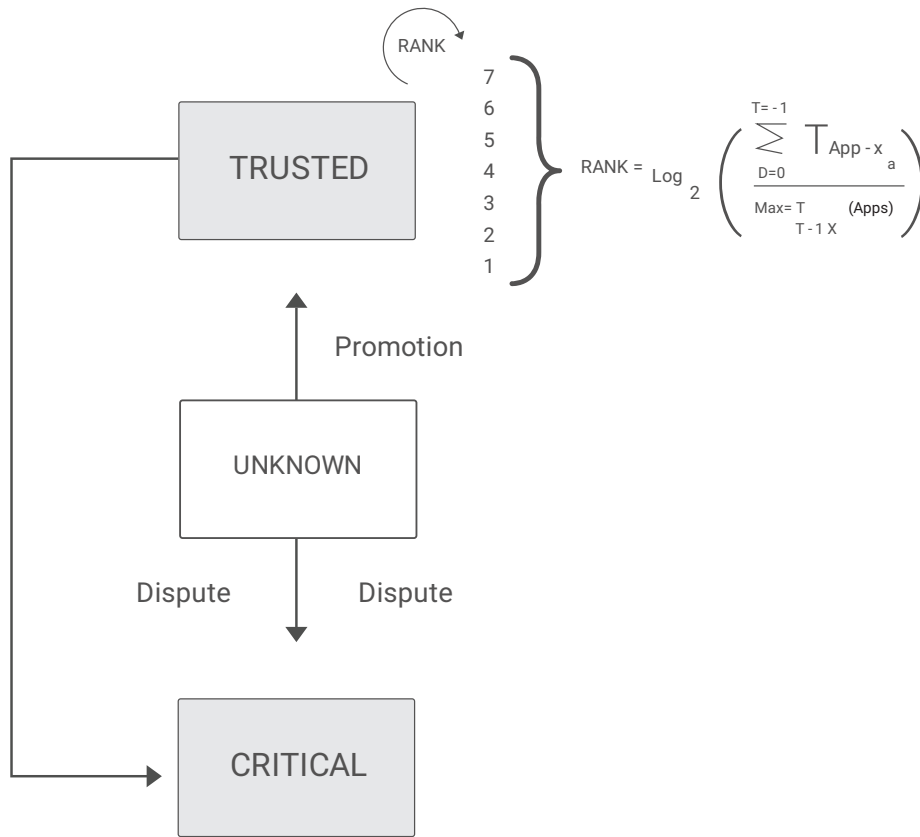 RANK
7
6
5
4
3
2
1
TRUSTED
RANK = Log 2
T= - 1
∑ T App - x a
D=0
Max= T (Apps)
T - 1 X
Promotion
UNKNOWN
Dispute Dispute
CRITICAL